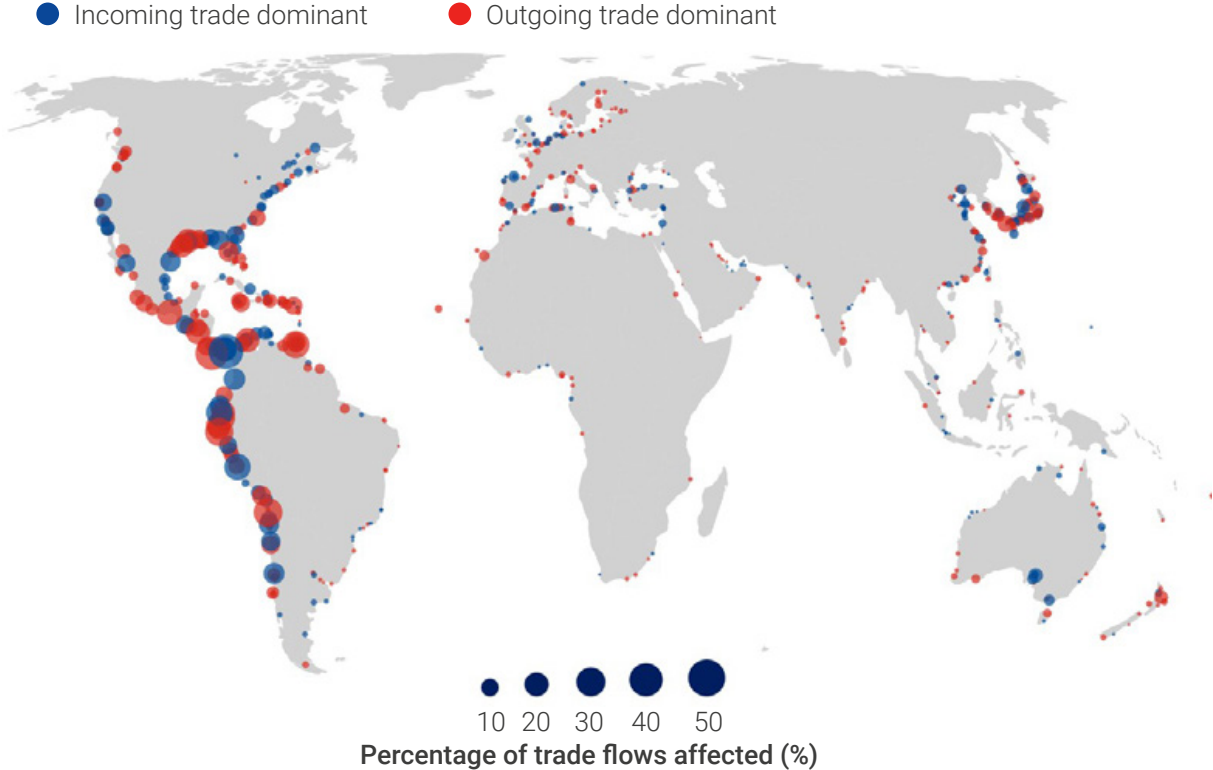 Incoming trade dominant Outgoing trade dominant
10 20 30 40 50
Percentage of trade flows affected (%)